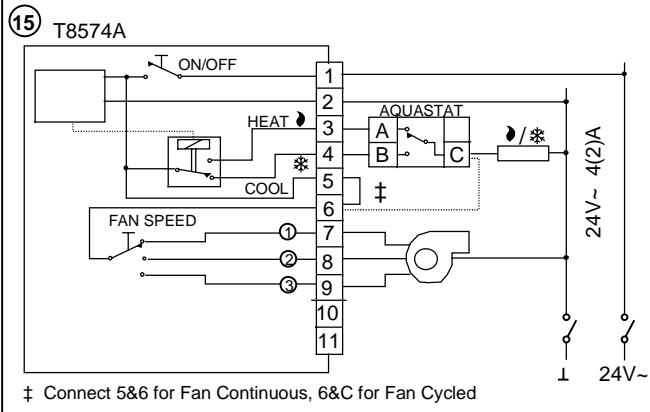 15 T8574A
ON/OFF
1
2
HEAT 3 A AQUASTAT
4 B C /
COOL 5 ‡
6
FAN SPEED
1 7
2 8
3 9
10
11
24V~ 4(2)A
⊥ 24V~
‡ Connect 5&6 for Fan Continuous, 6&C for Fan Cycled